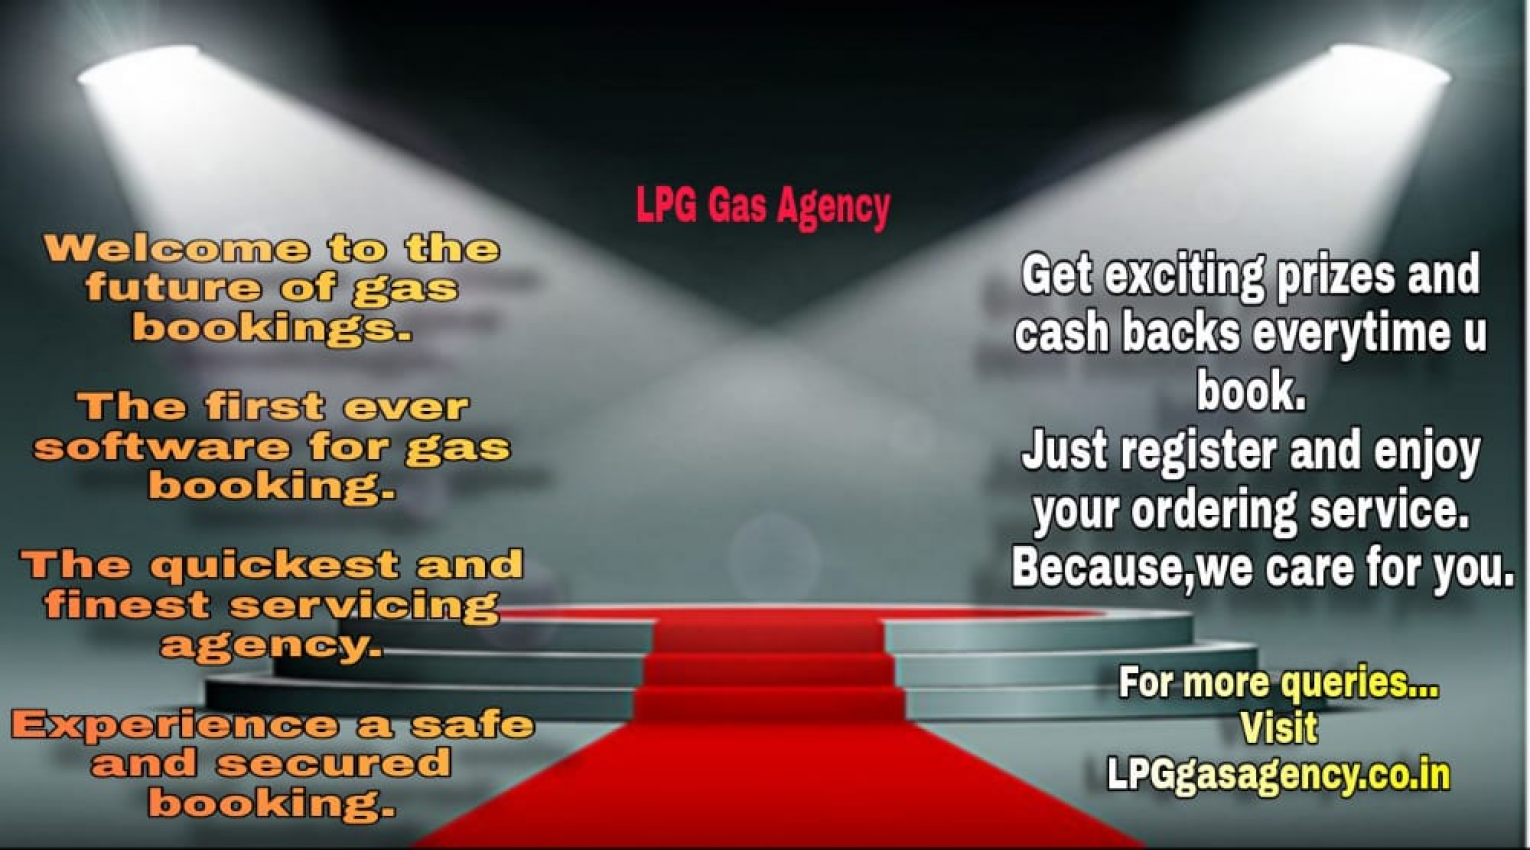 LPG Gas Agency
Welcome to the
future of gas
bookings.
The first ever
software for gas
booking.
The quickest and
finest servicing
agency.
Experience a safe
and secured
booking.
Get exciting prizes and
cash backs everytime u
book.
Just register and enjoy
your ordering service.
Because,we care for you.
For more queries...
Visit
LPGgasagency.co.in